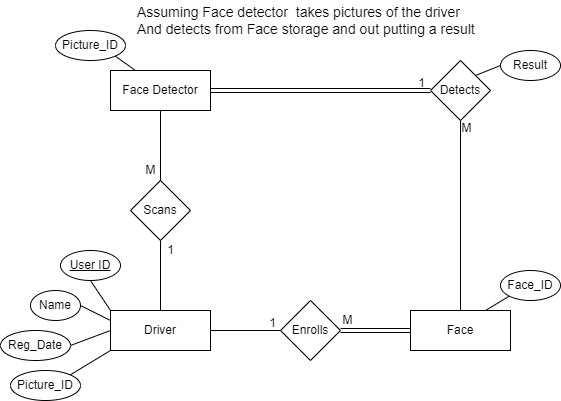 Assuming Face detector takes pictures of the driver
And detects from Face storage and out putting a result
Picture_ID
Result
Face Detector
1
Detects
M
M
Scans
1
User ID
Name
Face_ID
Reg_Date
Driver
1
Enrolls
M
Face
Picture_ID